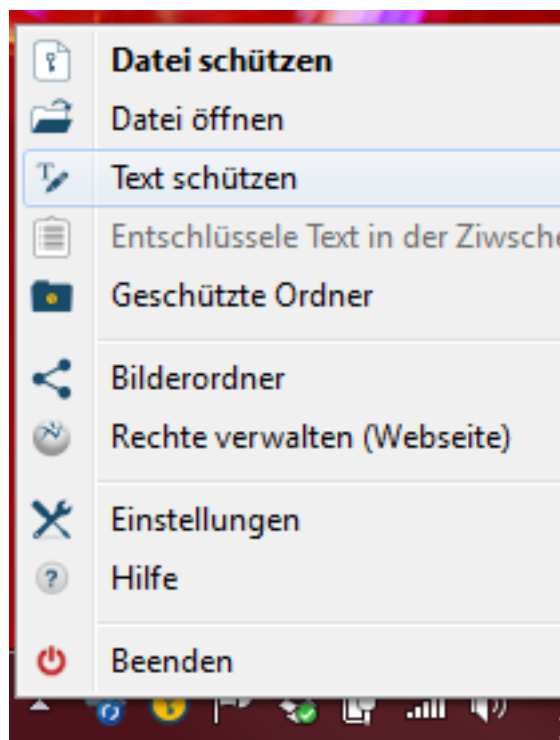 Datei schützen
Datei öffnen
Text schützen
Entschlüssele Text in der
Geschützte Ordner
Bilderordner
Rechte verwalten (Webseite)
Einstellungen
Hilfe
Beenden